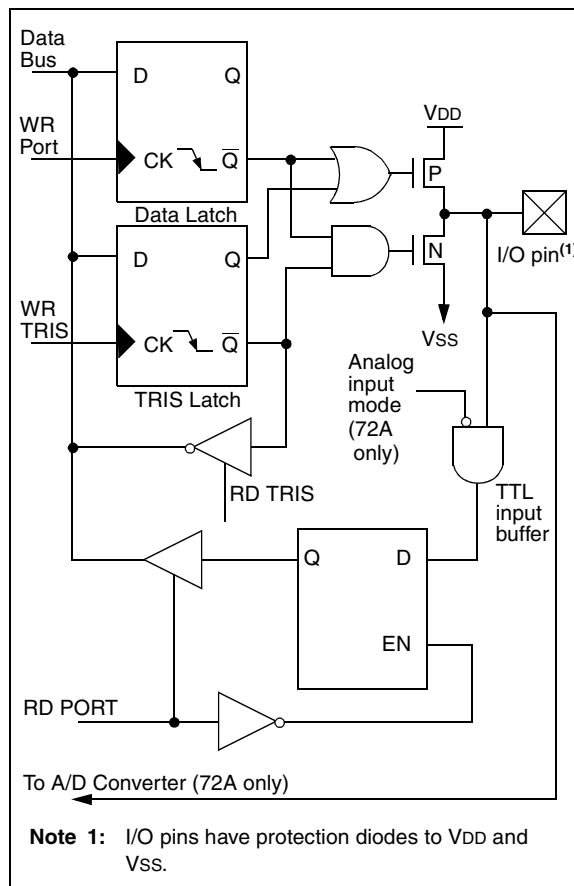 Data
Bus
D Q
VDD
WR
Port
CK Q
P
Data Latch
D Q
N
I/O pin(1)
WR
TRIS
VSS
CK Q
TRIS Latch
Analog
input
mode
(72A
only)
RD TRIS
TTL
input
buffer
Q D
EN
RD PORT
To A/D Converter (72A only)
Note 1: I/O pins have protection diodes to VDD and
VSS.